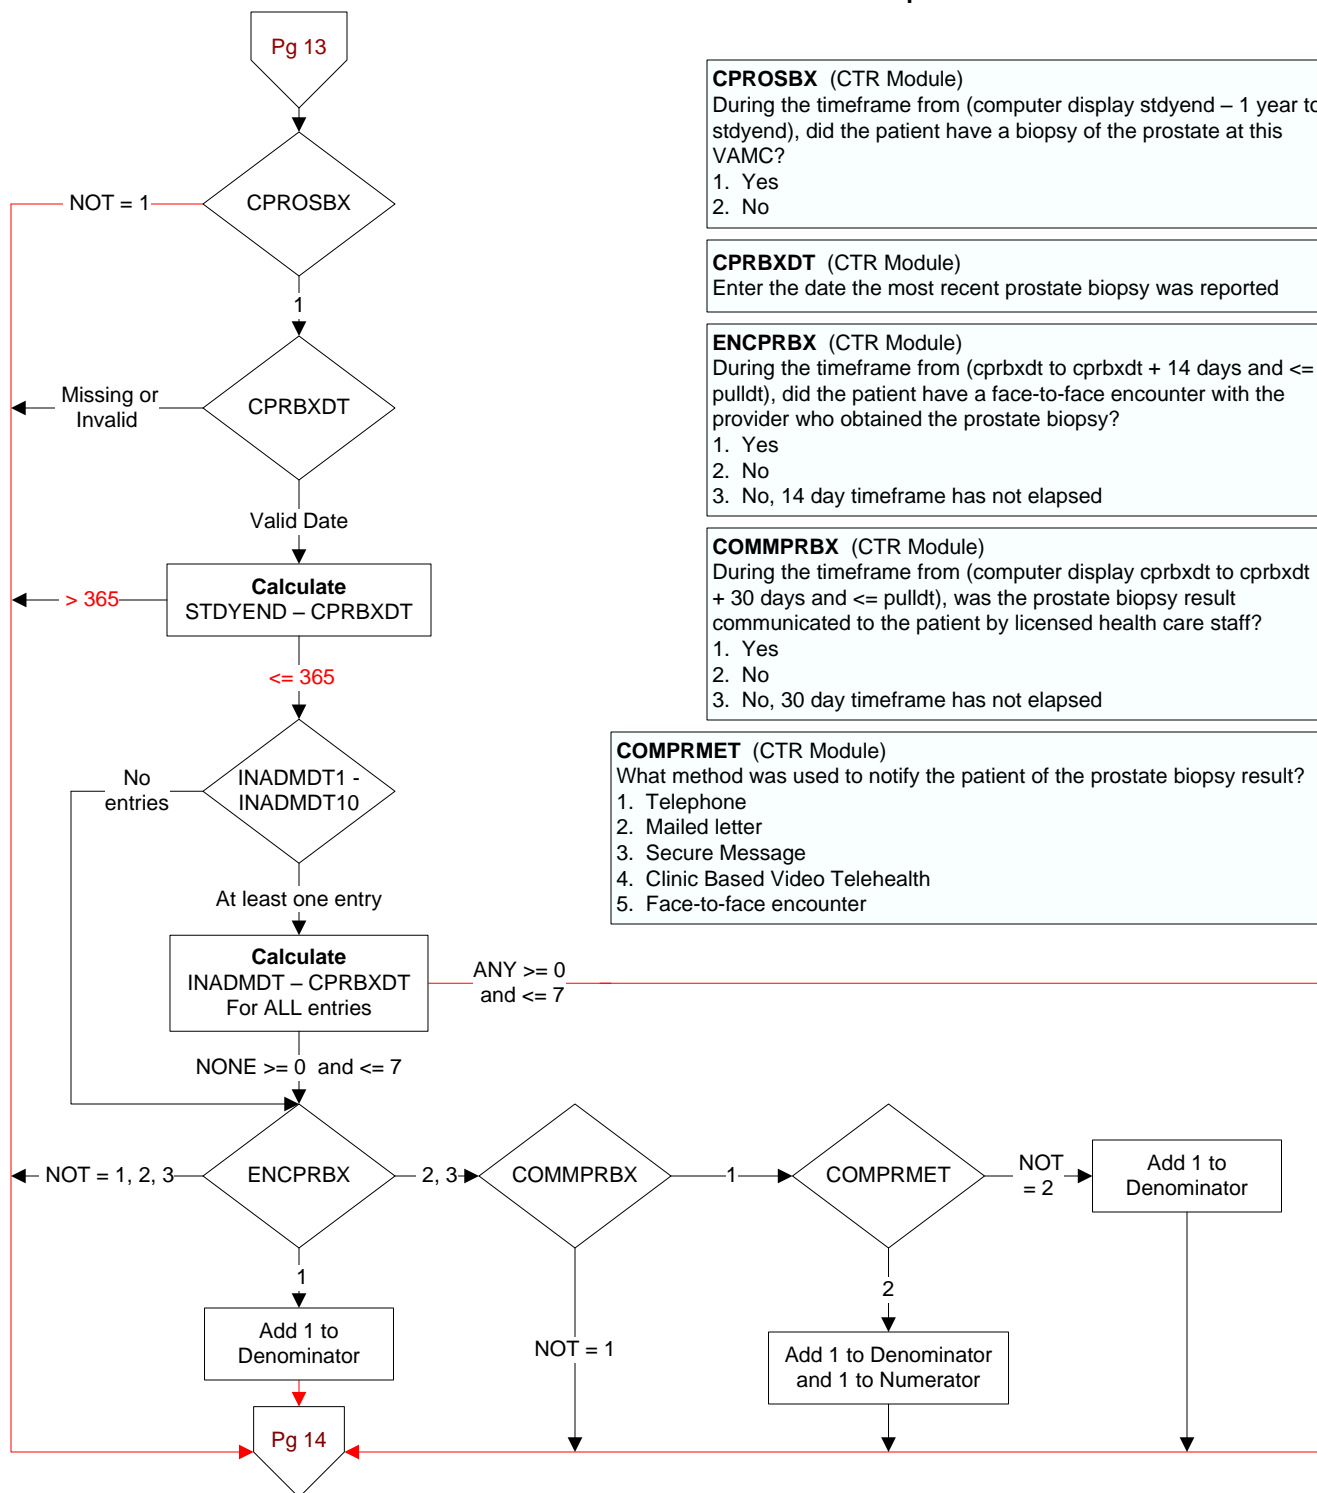 Pg 13
CPROSBX (CTR Module)
During the timeframe from (computer display stdyend – 1 year to
stdyend), did the patient have a biopsy of the prostate at this
VAMC?
1. Yes
2. No
CPRBXDT (CTR Module)
Enter the date the most recent prostate biopsy was reported
ENCPRBX (CTR Module)
During the timeframe from (cprbxdt to cprbxdt + 14 days and <=
pulldt), did the patient have a face-to-face encounter with the
provider who obtained the prostate biopsy?
1. Yes
2. No
3. No, 14 day timeframe has not elapsed
COMMPRBX (CTR Module)
During the timeframe from (computer display cprbxdt to cprbxdt
+ 30 days and <= pulldt), was the prostate biopsy result
communicated to the patient by licensed health care staff?
1. Yes
2. No
3. No, 30 day timeframe has not elapsed
COMPRMET (CTR Module)
What method was used to notify the patient of the prostate biopsy result?
1. Telephone
2. Mailed letter
3. Secure Message
4. Clinic Based Video Telehealth
5. Face-to-face encounter
CPROSBX
NOT = 1
1
CPRBXDT
Missing or
Invalid
Valid Date
Calculate
STDYEND – CPRBXDT
> 365
<= 365
INADMDT1 -
INADMDT10
No
entries
At least one entry
Calculate
INADMDT – CPRBXDT
For ALL entries
ANY >= 0
and <= 7
NONE >= 0 and <= 7
NOT = 1, 2, 3
ENCPRBX
2, 3
COMMPRBX
1
COMPRMET
NOT
= 2
Add 1 to
Denominator
1
Add 1 to
Denominator
NOT = 1
2
Add 1 to Denominator
and 1 to Numerator
Pg 14